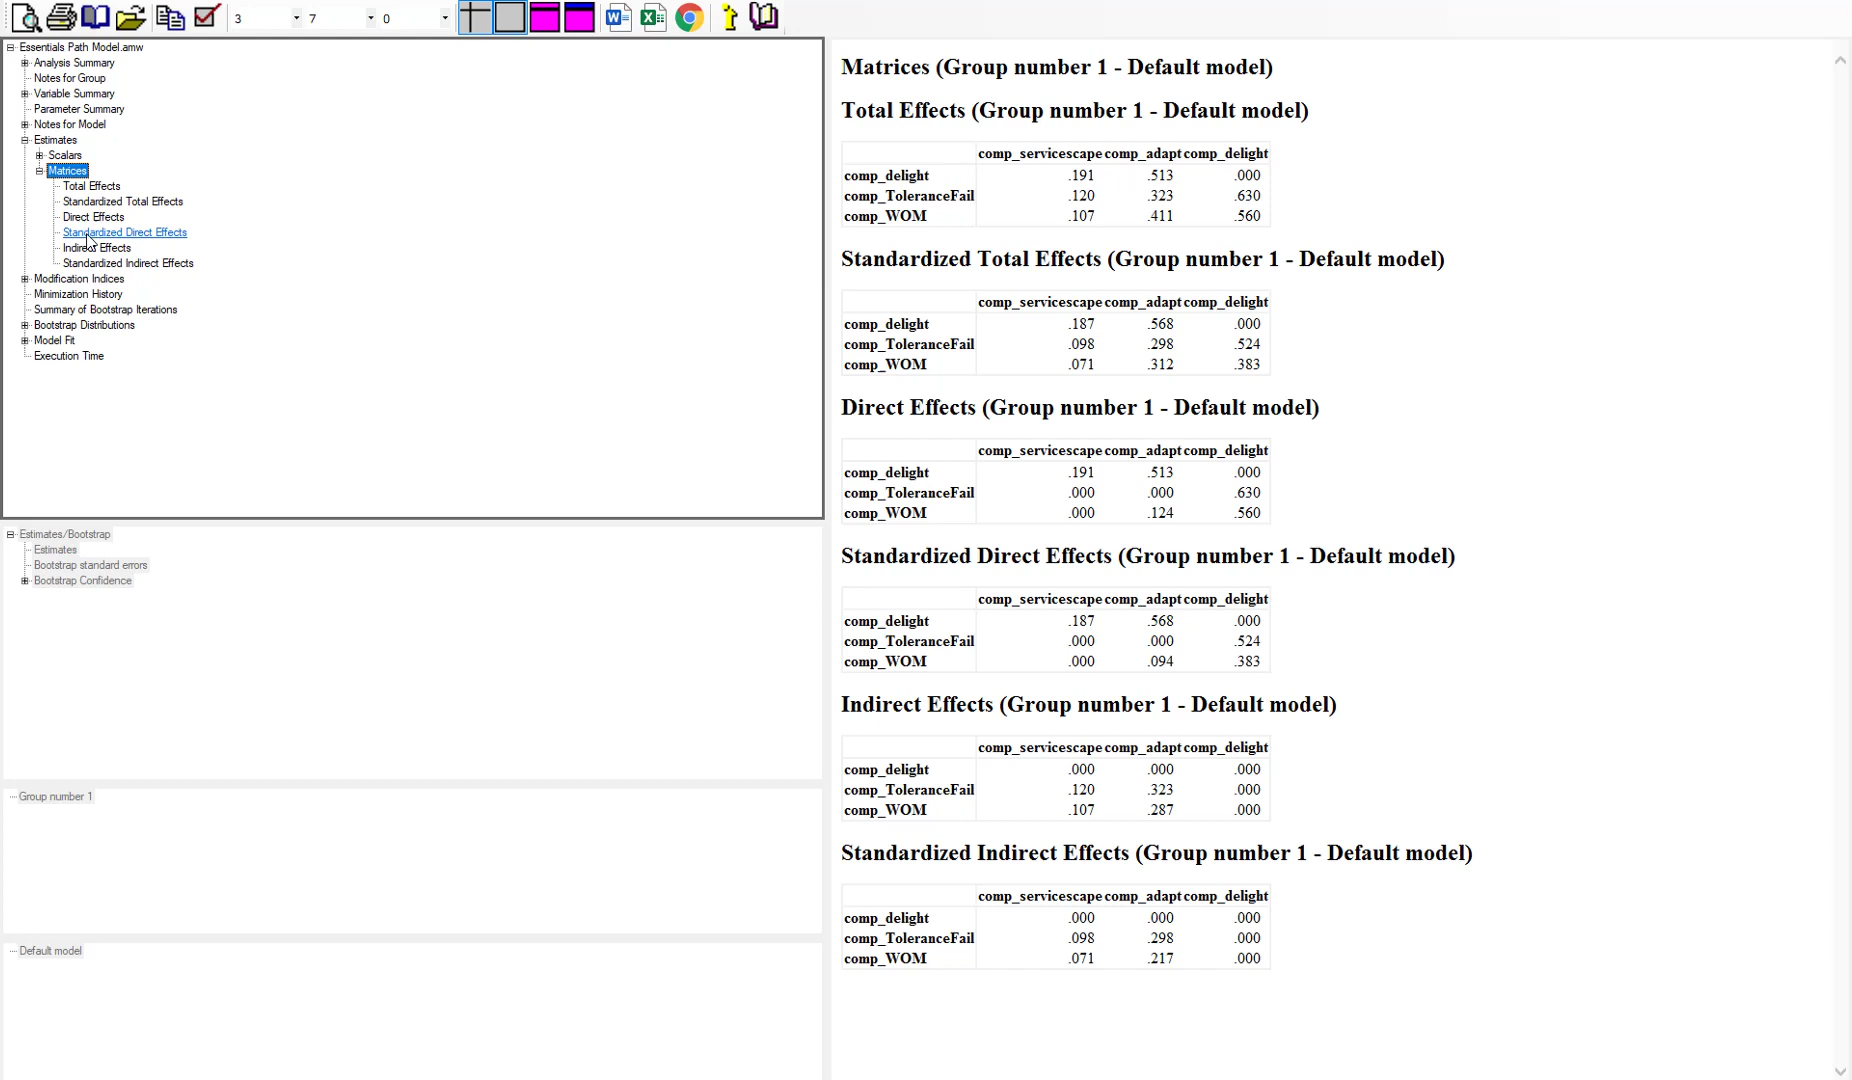 3 7 0
Essentials Path Model.amw
Analysis Summary
Notes for Group
Variable Summary
Parameter Summary
Notes for Model
Estimates
Scalars
Matrices
Total Effects
Standardized Total Effects
Direct Effects
Standardized Direct Effects
Indirect Effects
Standardized Indirect Effects
Modification Indices
Minimization History
Summary of Bootstrap Iterations
Bootstrap Distributions
Model Fit
Execution Time
Estimates/Bootstrap
Estimates
Bootstrap standard errors
Bootstrap Confidence
Group number 1
Default model
Matrices (Group number 1 - Default model)
Total Effects (Group number 1 - Default model)
comp_servicescape comp_adapt comp_delight
comp_delight .191 .513 .000
comp_ToleranceFail .120 .323 .630
comp_WOM .107 .411 .560
Standardized Total Effects (Group number 1 - Default model)
comp_servicescape comp_adapt comp_delight
comp_delight .187 .568 .000
comp_ToleranceFail .098 .298 .524
comp_WOM .071 .312 .383
Direct Effects (Group number 1 - Default model)
comp_servicescape comp_adapt comp_delight
comp_delight .191 .513 .000
comp_ToleranceFail .000 .000 .630
comp_WOM .000 .124 .560
Standardized Direct Effects (Group number 1 - Default model)
comp_servicescape comp_adapt comp_delight
comp_delight .187 .568 .000
comp_ToleranceFail .000 .000 .524
comp_WOM .000 .094 .383
Indirect Effects (Group number 1 - Default model)
comp_servicescape comp_adapt comp_delight
comp_delight .000 .000 .000
comp_ToleranceFail .120 .323 .000
comp_WOM .107 .287 .000
Standardized Indirect Effects (Group number 1 - Default model)
comp_servicescape comp_adapt comp_delight
comp_delight .000 .000 .000
comp_ToleranceFail .098 .298 .000
comp_WOM .071 .217 .000